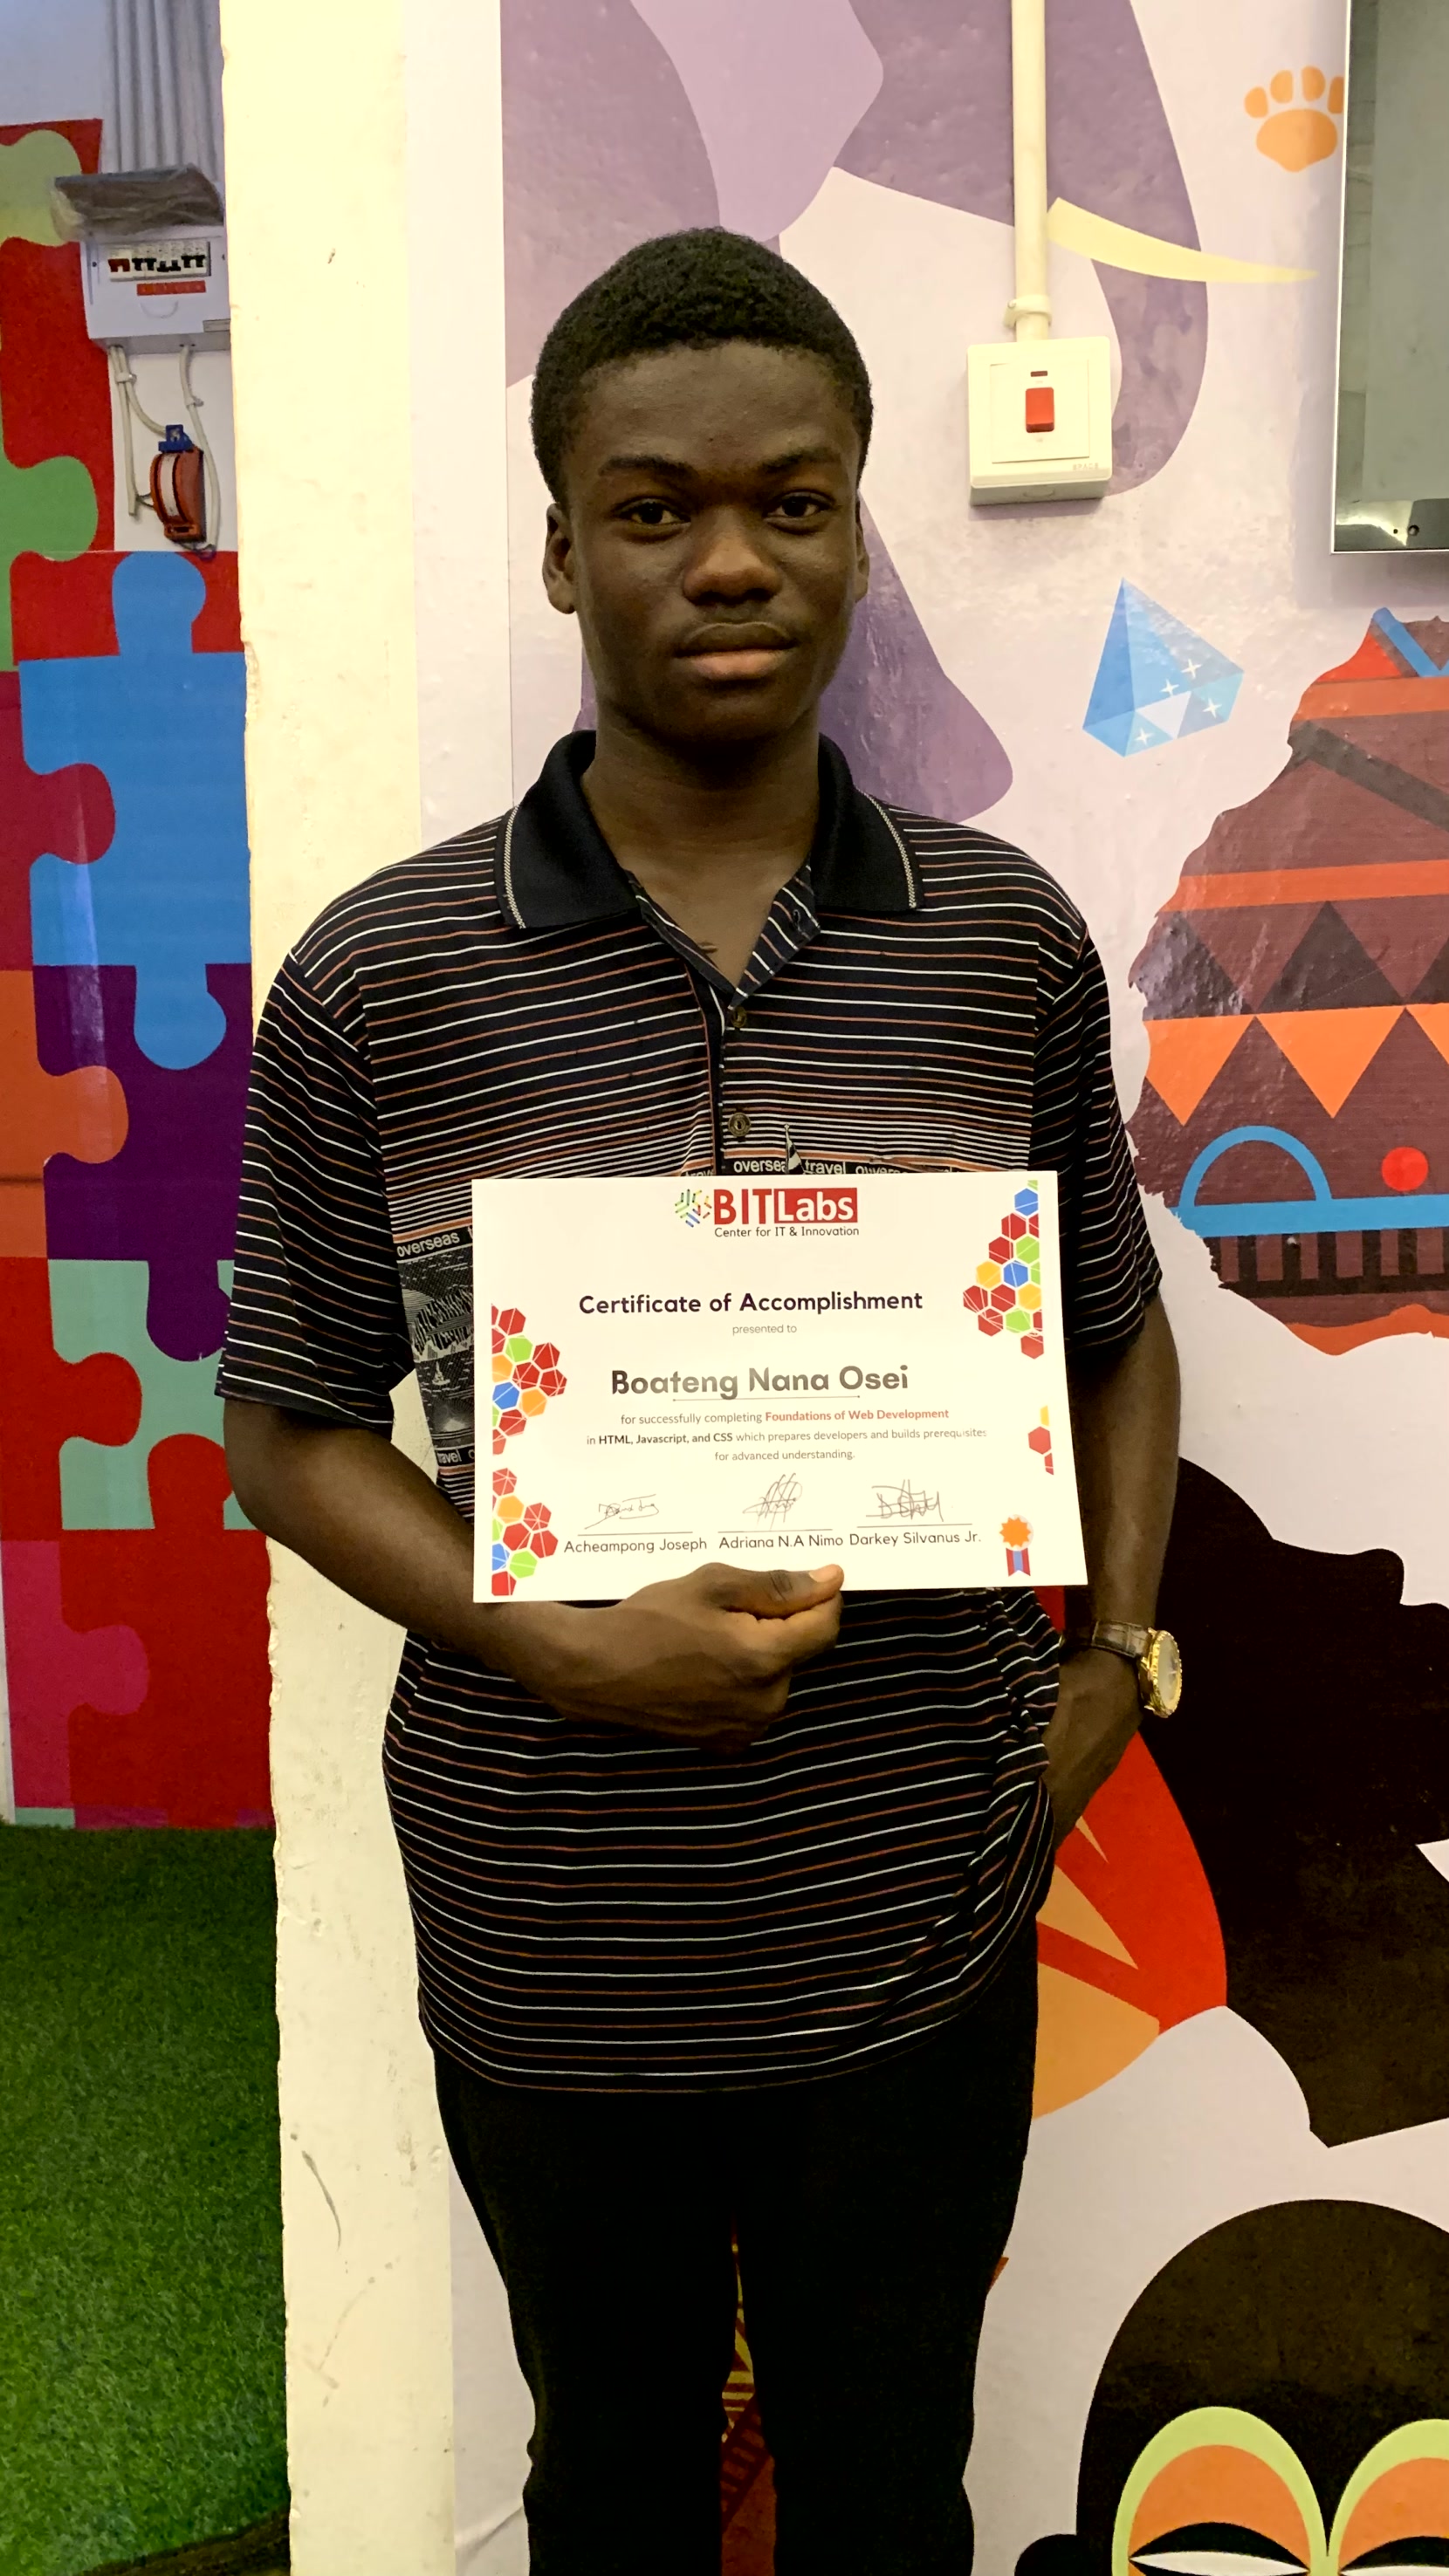 overseas travel
overseas
travel
BITLabs
Center for IT & Innovation
Certificate of Accomplishment
presented to
Boateng Nana Osei
for successfully completing Foundations of Web Development
in HTML, Javascript, and CSS which prepares developers and builds prerequisites
for advanced understanding.
Acheampong Joseph Adriana N.A Nimo Darkey Silvanus Jr.